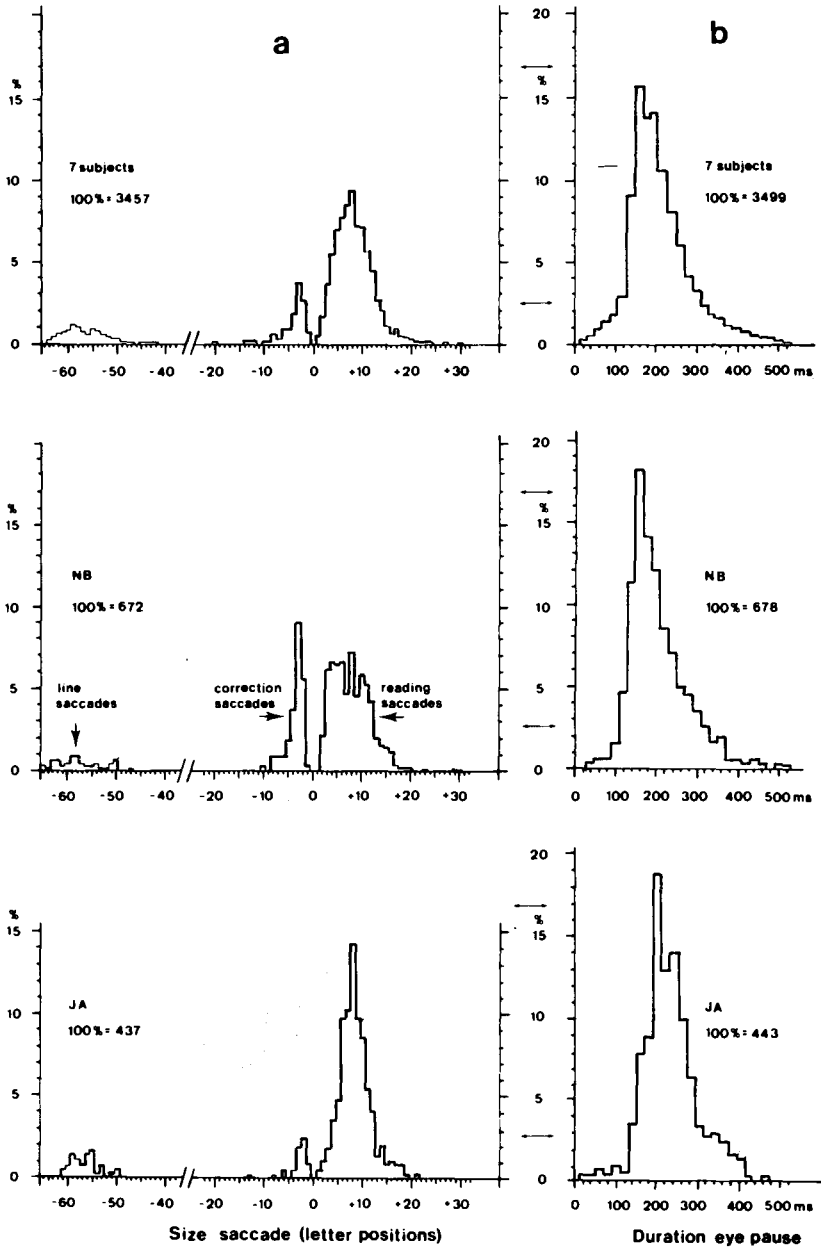 a
b
%
20
15
10
5
0
7 subjects
100% = 3457
-60 -50 -40 -20 -10 0 +10 +20 +30
%
15
10
5
0
7 subjects
100% = 3499
0 100 200 300 400 500 ms
%
15
10
5
0
NB
100% = 672
line
saccades
correction
saccades
reading
saccades
-60 -50 -40 -20 -10 0 +10 +20 +30
20
%
15
10
5
0
NB
100% = 678
0 100 200 300 400 500 ms
%
15
10
5
0
JA
100% = 437
-60 -50 -40 -20 -10 0 +10 +20 +30
Size saccade (letter positions)
20
%
15
10
5
0
JA
100% = 443
0 100 200 300 400 500 ms
Duration eye pause